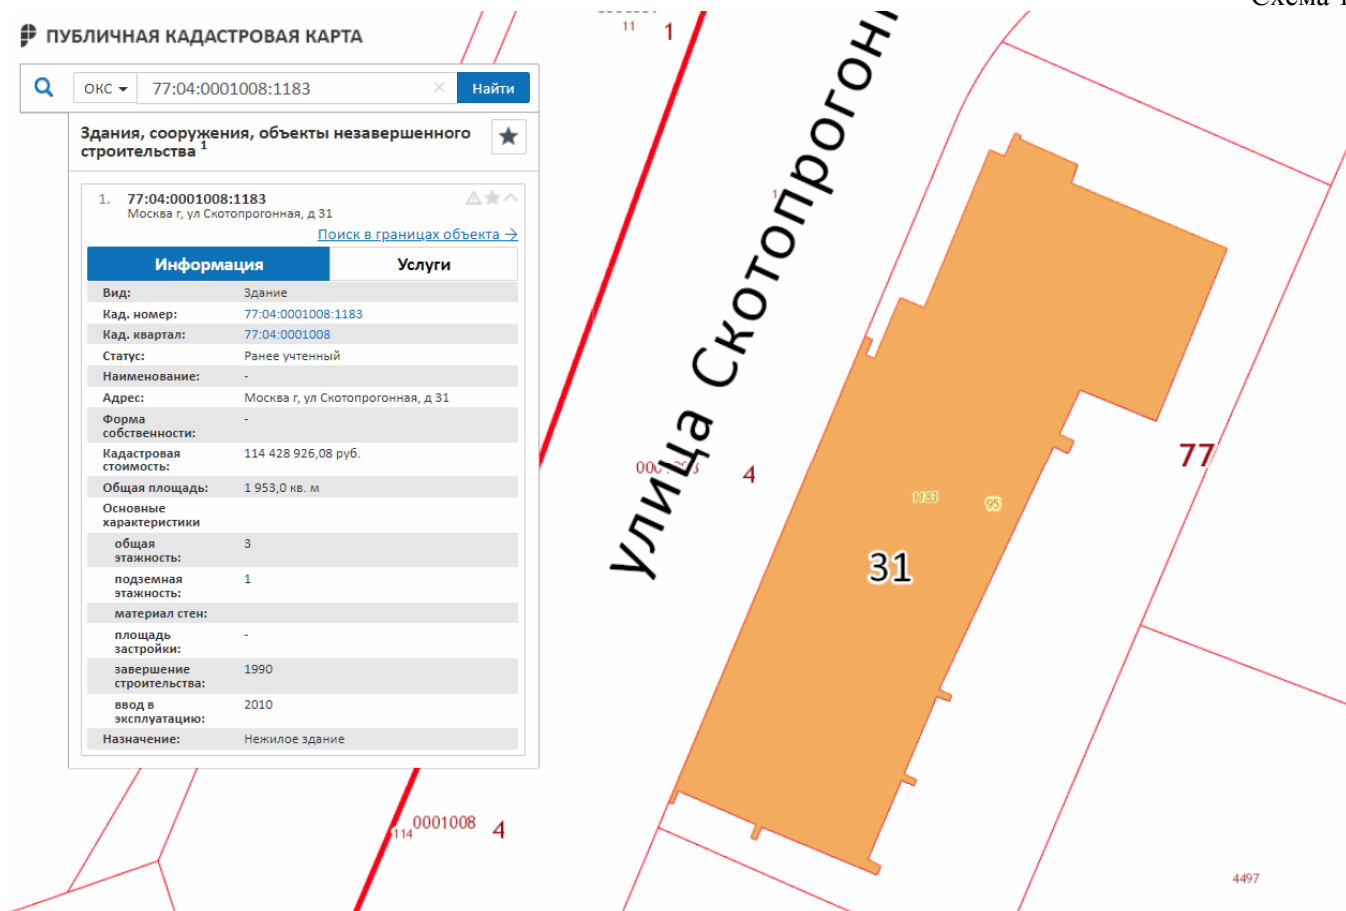 Схема 1
ПУБЛИЧНАЯ КАДАСТРОВАЯ КАРТА
ОКС 77:04:0001008:1183 × Найти
Здания, сооружения, объекты незавершенного
строительства 1
1. 77:04:0001008:1183
Москва г, ул Скотопрогонная, д 31
Поиск в границах объекта →
Информация Услуги
Вид: Здание
Кад. номер: 77:04:0001008:1183
Кад. квартал: 77:04:0001008
Статус: Ранее учтенный
Наименование: -
Адрес: Москва г, ул Скотопрогонная, д 31
Форма
собственности: -
Кадастровая
стоимость: 114 428 926,08 руб.
Общая площадь: 1 953,0 кв. м
Основные
характеристики
общая
этажность: 3
подземная
этажность: 1
материал стен:
площадь
застройки: -
завершение
строительства: 1990
ввод в
эксплуатацию: 2010
Назначение: Нежилое здание
11 1
улица Скотопрогон
4
77
1183
95
31
114 0001008 4
4497